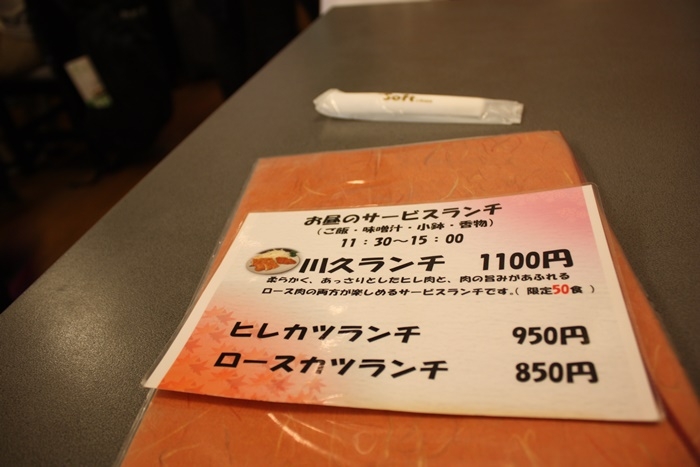 Soft
お昼のサービスランチ
(ご飯・味噌汁・小鉢・香物)
11:30〜15:00
川久ランチ 1100円
柔らかく、あっさりとしたヒレ肉と、肉の旨みがあふれる
ロース肉の両方が楽しめるサービスランチです。( 限定50食 )
ヒレカツランチ 950円
ロースカツランチ 850円